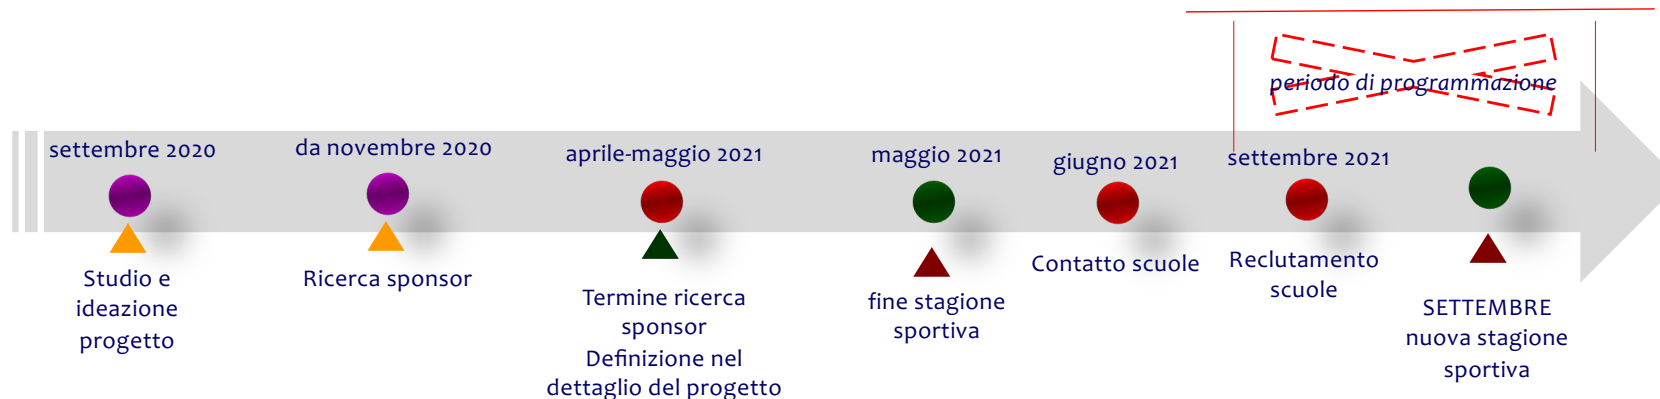 periodo di programmazione
settembre 2020
Studio e
ideazione
progetto
da novembre 2020
Ricerca sponsor
aprile-maggio 2021
Termine ricerca
sponsor
Definizione nel
dettaglio del progetto
maggio 2021
fine stagione
sportiva
giugno 2021
Contatto scuole
settembre 2021
Reclutamento
scuole
SETTEMBRE
nuova stagione
sportiva